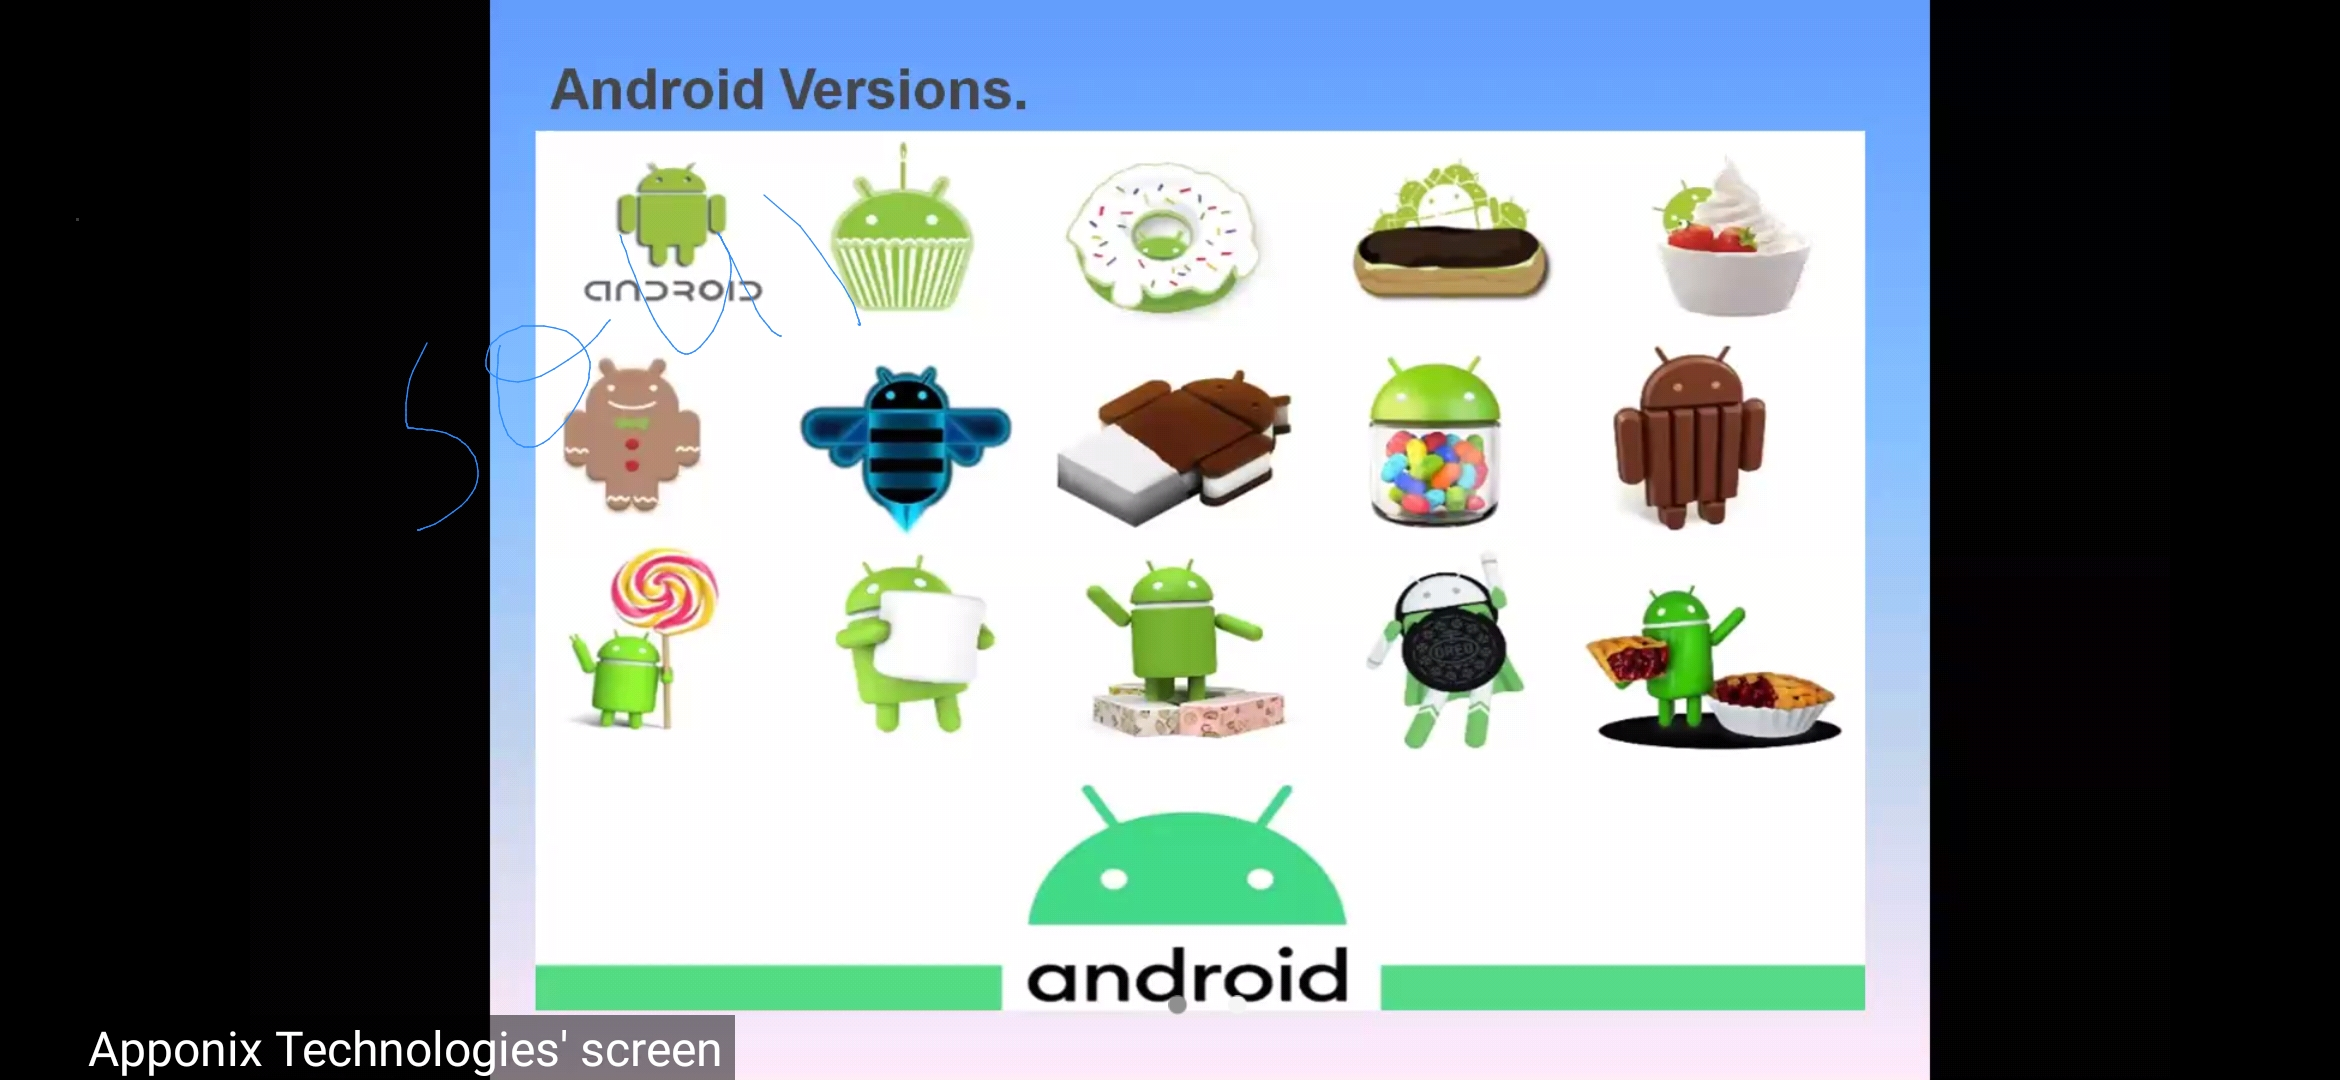 Android Versions.
ANDROID
OREO
android
Apponix Technologies' screen